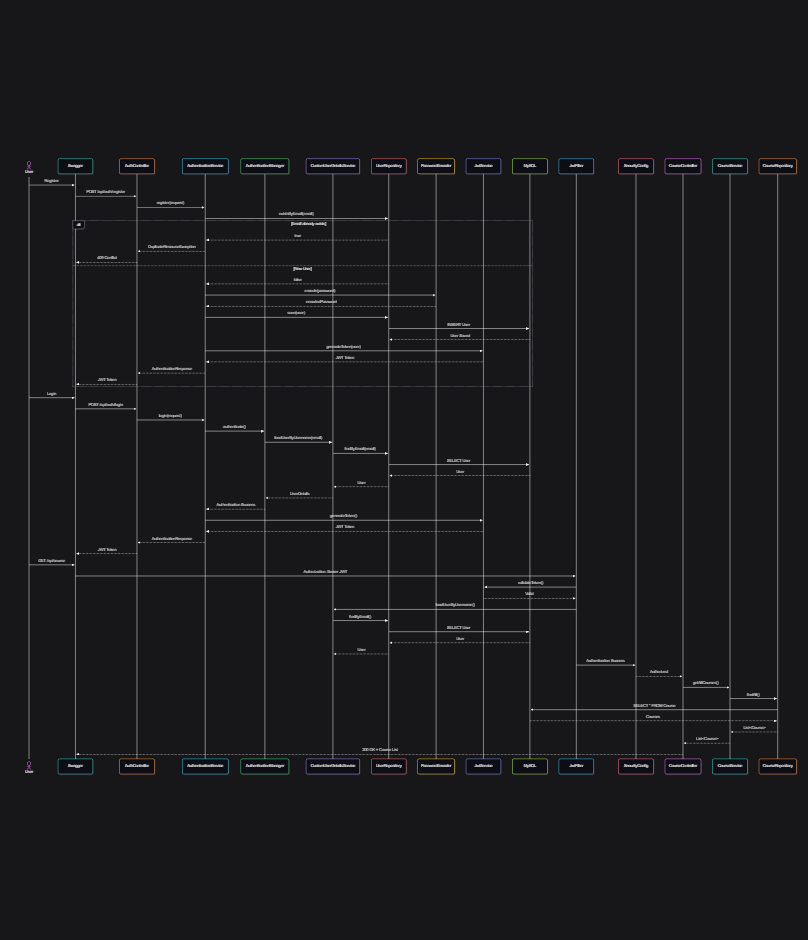 User
Swagger
AuthController
AuthenticationService
AuthenticationManager
CustomUserDetailsService
UserRepository
PasswordEncoder
JwtService
MySQL
JwtFilter
SecurityConfig
CourseController
CourseService
CourseRepository
Register
POST /api/auth/register
register(request)
existsByEmail(email)
alt
[Email already exists]
true
DuplicateResourceException
409 Conflict
[New User]
false
encode(password)
encodedPassword
save(user)
INSERT User
User Saved
generateToken(user)
JWT Token
AuthenticationResponse
JWT Token
Login
POST /api/auth/login
login(request)
authenticate()
loadUserByUsername(email)
findByEmail(email)
SELECT User
User
User
UserDetails
Authentication Success
generateToken()
JWT Token
AuthenticationResponse
JWT Token
GET /api/course
Authorization: Bearer JWT
validateToken()
Valid
loadUserByUsername()
findByEmail()
SELECT User
User
User
Authentication Success
Authorized
getAllCourses()
findAll()
SELECT * FROM Course
Courses
List<Course>
List<Course>
200 OK + Course List
User
Swagger
AuthController
AuthenticationService
AuthenticationManager
CustomUserDetailsService
UserRepository
PasswordEncoder
JwtService
MySQL
JwtFilter
SecurityConfig
CourseController
CourseService
CourseRepository